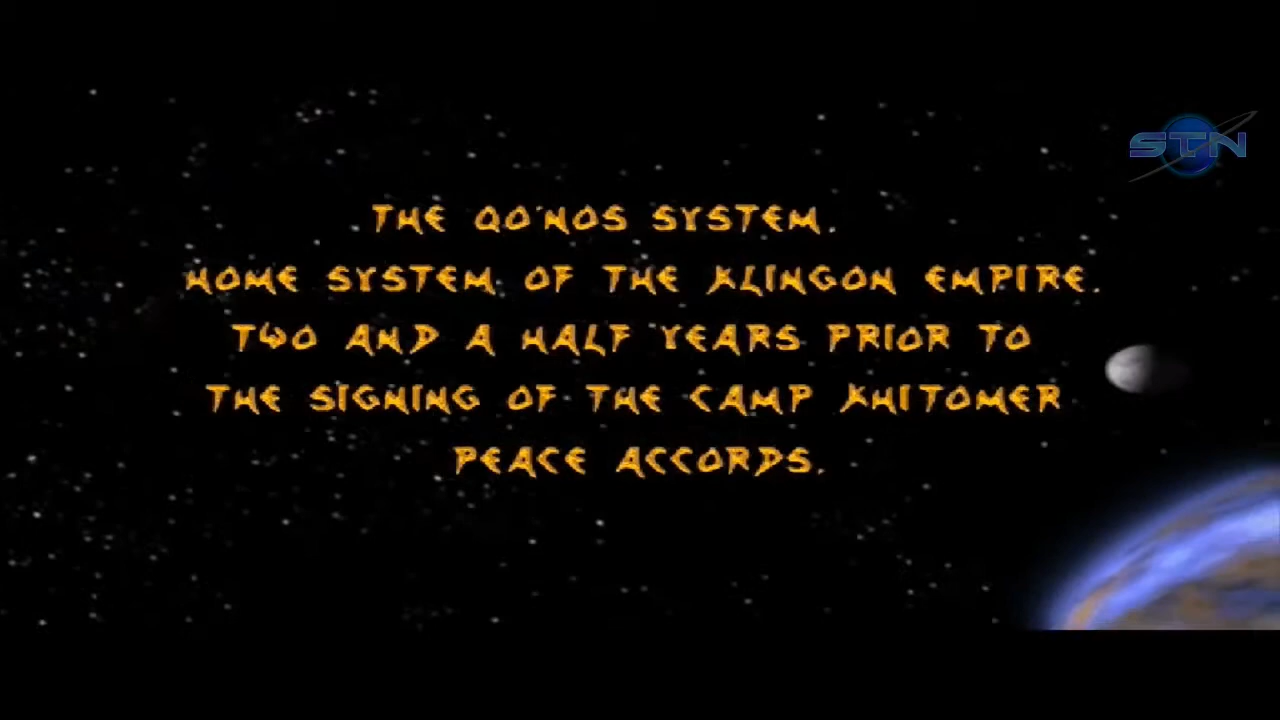 STN
THE QO'NOS SYSTEM.
HOME SYSTEM OF THE KLINGON EMPIRE.
TWO AND A HALF YEARS PRIOR TO
THE SIGNING OF THE CAMP KHITOMER
PEACE ACCORDS.